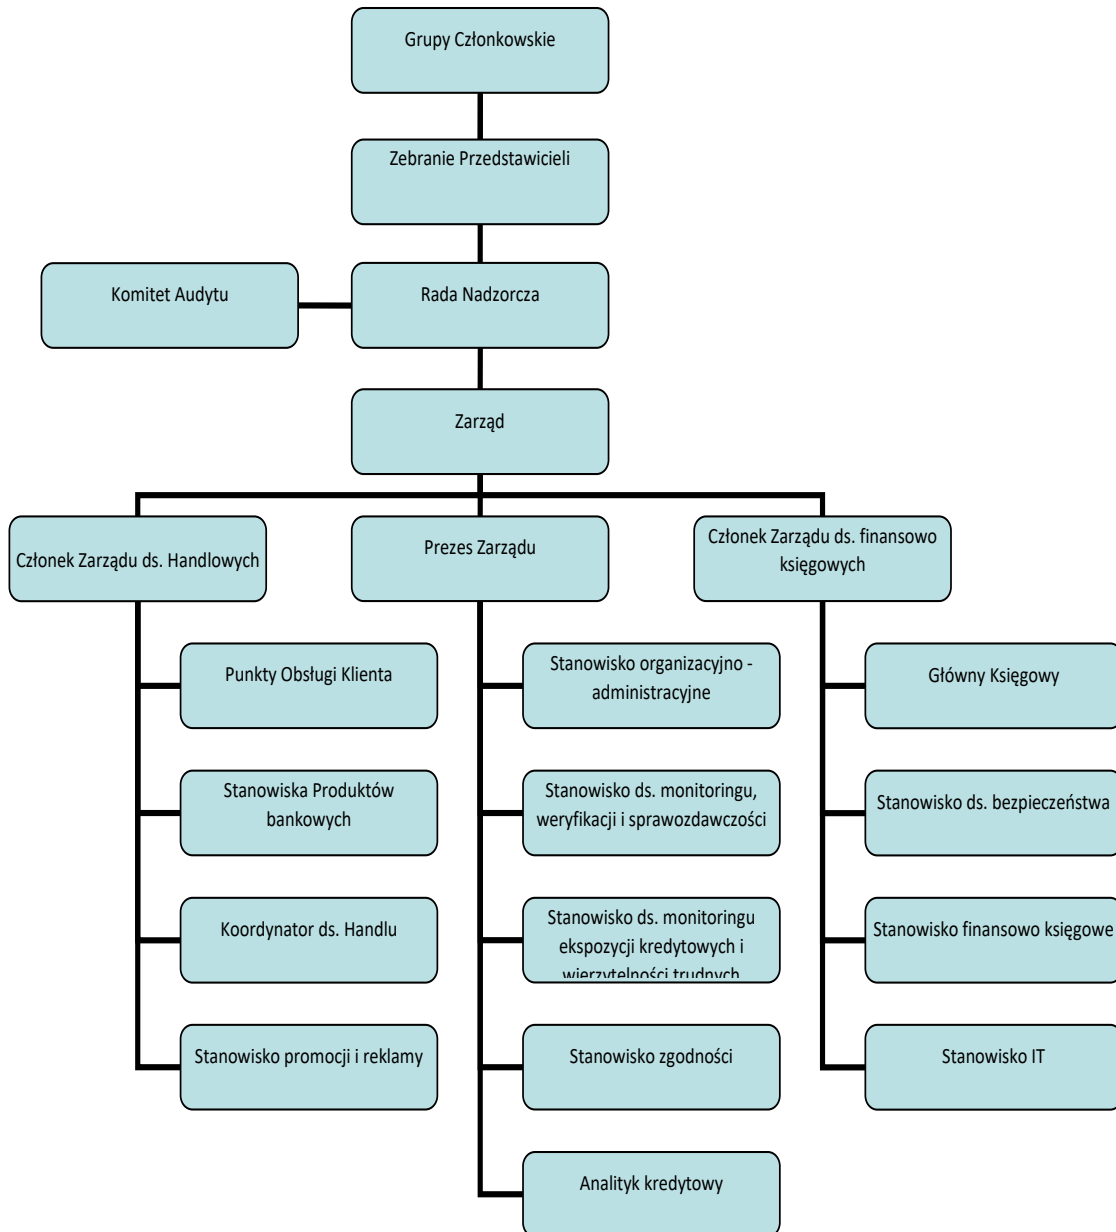 Grupy Członkowskie
Zebranie Przedstawicieli
Komitet Audytu
Rada Nadzorcza
Zarząd
Członek Zarządu ds. Handlowych
Prezes Zarządu
Członek Zarządu ds. finansowo
księgowych
Punkty Obsługi Klienta
Stanowisko organizacyjno -
administracyjne
Główny Księgowy
Stanowiska Produktów
bankowych
Stanowisko ds. monitoringu,
weryfikacji i sprawozdawczości
Stanowisko ds. bezpieczeństwa
Koordynator ds. Handlu
Stanowisko ds. monitoringu
ekspozycji kredytowych i
wierzytelności trudnych
Stanowisko finansowo księgowe
Stanowisko promocji i reklamy
Stanowisko zgodności
Stanowisko IT
Analityk kredytowy